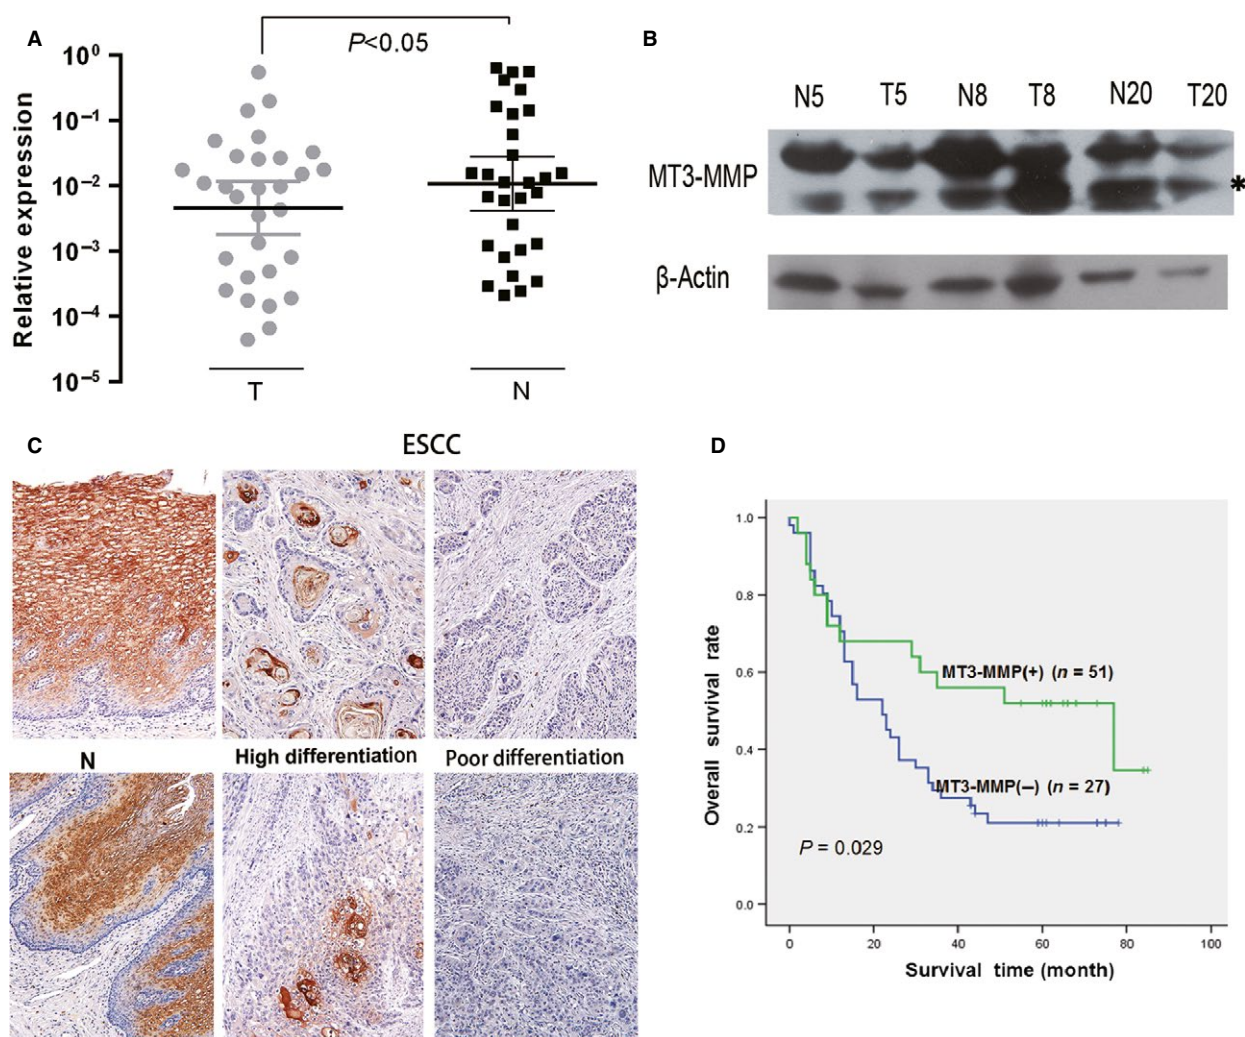 A
P<0.05
Relative expression
10⁰
10⁻¹
10⁻²
10⁻³
10⁻⁴
10⁻⁵
T
N
B
N5 T5 N8 T8 N20 T20
MT3-MMP
*
β-Actin
C
ESCC
N
High differentiation
Poor differentiation
D
Overall survival rate
1.0
0.8
0.6
0.4
0.2
0.0
MT3-MMP(+) (n = 51)
MT3-MMP(–) (n = 27)
P = 0.029
0 20 40 60 80 100
Survival time (month)